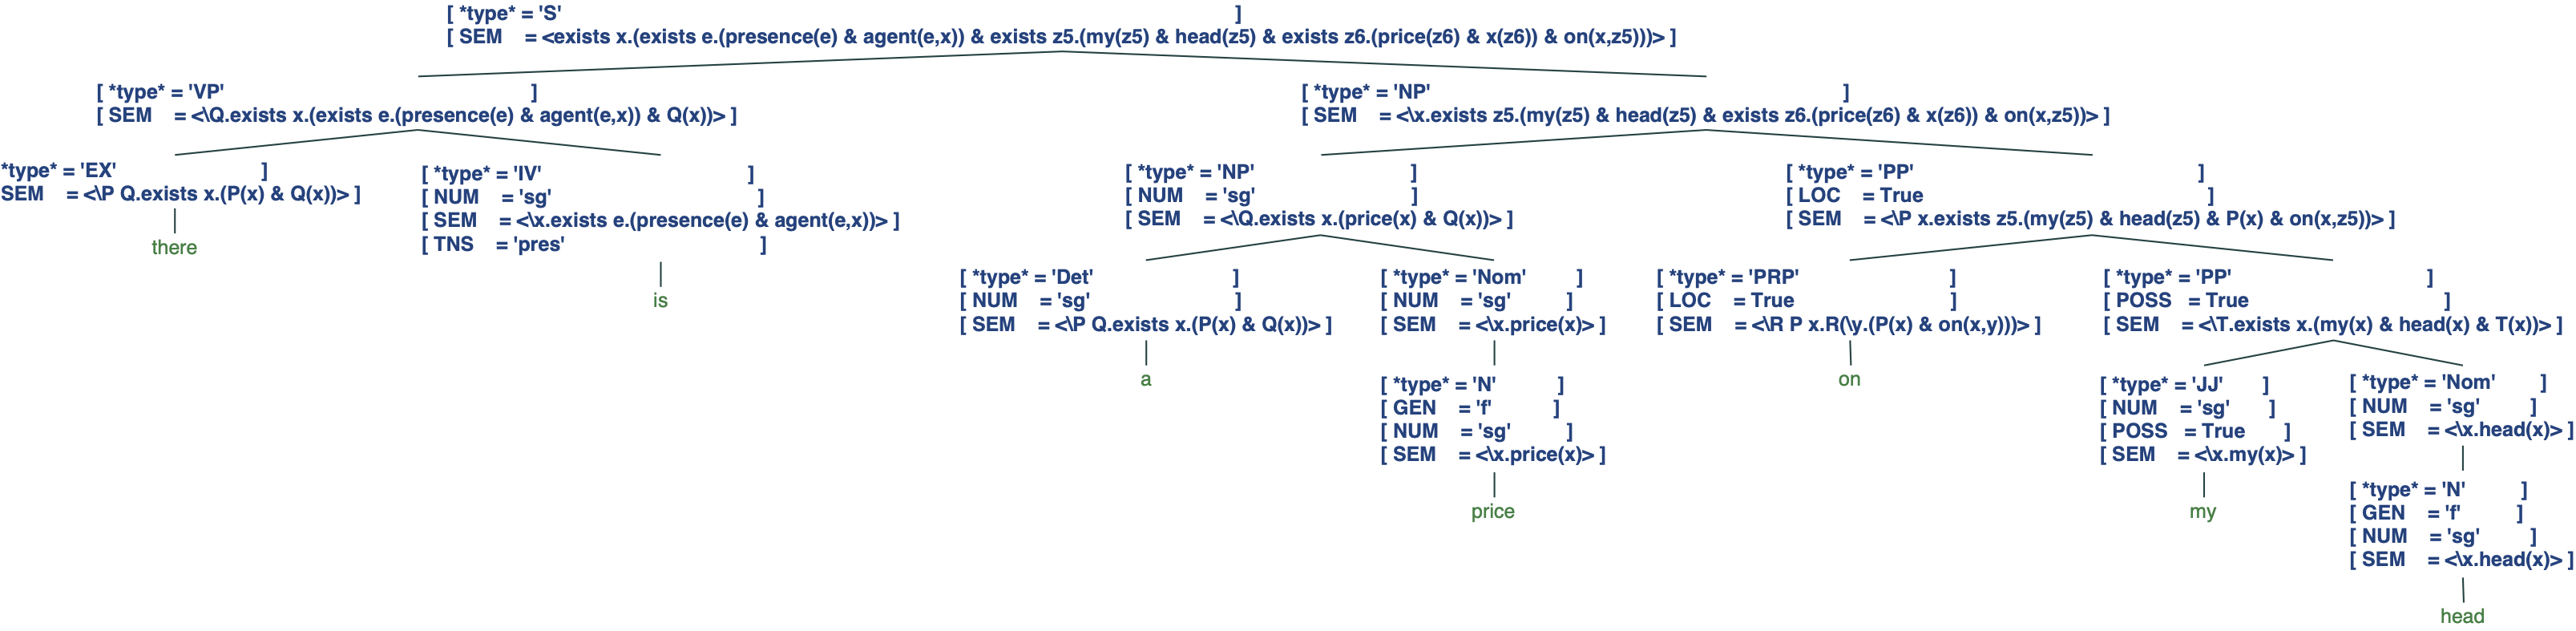 [ *type* = 'S' ]
[ SEM = <exists x.(exists e.(presence(e) & agent(e,x)) & exists z5.(my(z5) & head(z5) & exists z6.(price(z6) & x(z6)) & on(x,z5)))> ]
[ *type* = 'VP' ]
[ SEM = <\Q.exists x.(exists e.(presence(e) & agent(e,x)) & Q(x))> ]
[ *type* = 'NP' ]
[ SEM = <\x.exists z5.(my(z5) & head(z5) & exists z6.(price(z6) & x(z6)) & on(x,z5))> ]
*type* = 'EX' ]
SEM = <\P Q.exists x.(P(x) & Q(x))> ]
there
[ *type* = 'IV' ]
[ NUM = 'sg' ]
[ SEM = <\x.exists e.(presence(e) & agent(e,x))> ]
[ TNS = 'pres' ]
is
[ *type* = 'NP' ]
[ NUM = 'sg' ]
[ SEM = <\Q.exists x.(price(x) & Q(x))> ]
[ *type* = 'PP' ]
[ LOC = True ]
[ SEM = <\P x.exists z5.(my(z5) & head(z5) & P(x) & on(x,z5))> ]
[ *type* = 'Det' ]
[ NUM = 'sg' ]
[ SEM = <\P Q.exists x.(P(x) & Q(x))> ]
a
[ *type* = 'Nom' ]
[ NUM = 'sg' ]
[ SEM = <\x.price(x)> ]
[ *type* = 'N' ]
[ GEN = 'f' ]
[ NUM = 'sg' ]
[ SEM = <\x.price(x)> ]
price
[ *type* = 'PRP' ]
[ LOC = True ]
[ SEM = <\R P x.R(\y.(P(x) & on(x,y)))> ]
on
[ *type* = 'PP' ]
[ POSS = True ]
[ SEM = <\T.exists x.(my(x) & head(x) & T(x))> ]
[ *type* = 'JJ' ]
[ NUM = 'sg' ]
[ POSS = True ]
[ SEM = <\x.my(x)> ]
my
[ *type* = 'Nom' ]
[ NUM = 'sg' ]
[ SEM = <\x.head(x)> ]
[ *type* = 'N' ]
[ GEN = 'f' ]
[ NUM = 'sg' ]
[ SEM = <\x.head(x)> ]
head